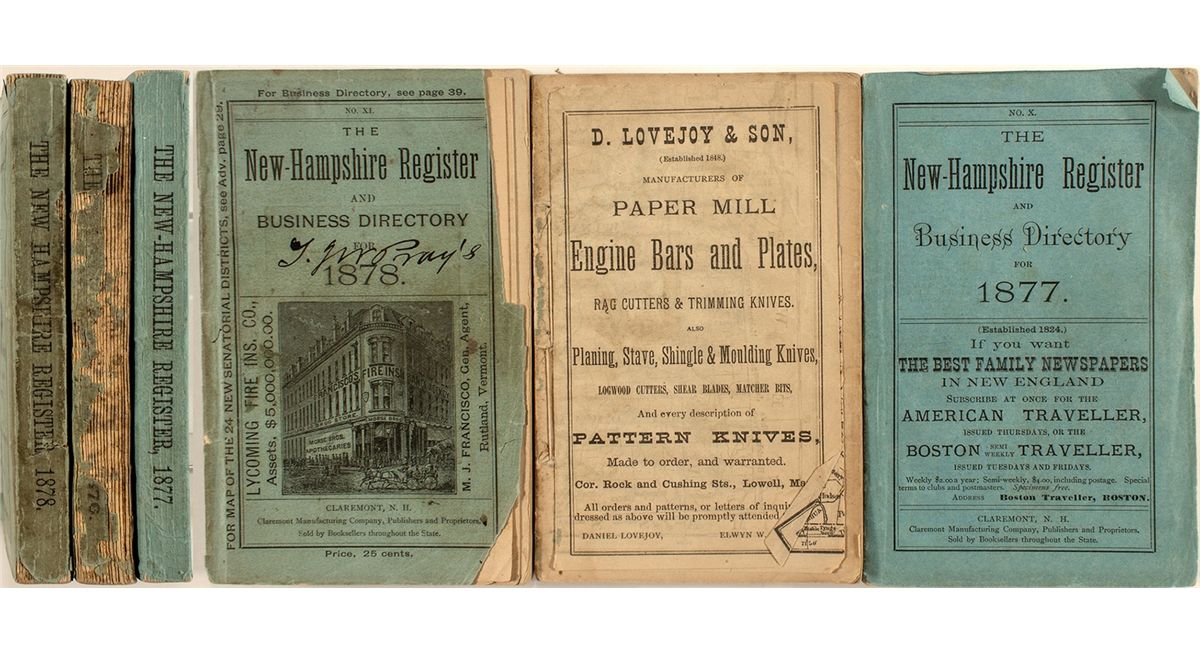 THE NEW HAMPSHIRE REGISTER 1878.
THE
THE NEW-HAMPSHIRE REGISTER, 1877.
For Business Directory, see page 39.
FOR MAP OF THE 24 NEW SENATORIAL DISTRICTS, see Adv. page 29.
NO. XI.
THE
New-Hampshire Register
AND
BUSINESS DIRECTORY
FOR
1878.
LYCOMING FIRE INS. CO.,
Assets, $5,000,000.00.
FRANCISCO'S FIRE INS.
MORSE BROS.
APOTHECARIES
M. J. FRANCISCO, Gen. Agent,
Rutland, Vermont.
CLAREMONT, N. H.
Claremont Manufacturing Company, Publishers and Proprietors.
Sold by Booksellers throughout the State.
Price, 25 cents.
D. LOVEJOY & SON,
(Established 1848.)
MANUFACTURERS OF
PAPER MILL
Engine Bars and Plates,
RAG CUTTERS & TRIMMING KNIVES.
ALSO
Planing, Stave, Shingle & Moulding Knives,
LOGWOOD CUTTERS, SHEAR BLADES, MATCHER BITS,
And every description of
PATTERN KNIVES,
Made to order, and warranted.
Cor. Rock and Cushing Sts., Lowell, Ma
All orders and patterns, or letters of inqui
dressed as above will be promptly attended
DANIEL LOVEJOY, ELWYN W.
NO. X.
THE
New-Hampshire Register
AND
Business Directory
FOR
1877.
(Established 1824.)
If you want
THE BEST FAMILY NEWSPAPERS
IN NEW ENGLAND
SUBSCRIBE AT ONCE FOR THE
AMERICAN TRAVELLER,
ISSUED THURSDAYS, OR THE
BOSTON SEMI WEEKLY TRAVELLER,
ISSUED TUESDAYS AND FRIDAYS.
Weekly $2.00 a year; Semi-weekly, $4.00, including postage. Special
terms to clubs and postmasters. Specimens free.
ADDRESS Boston Traveller, BOSTON.
CLAREMONT, N. H.
Claremont Manufacturing Company, Publishers and Proprietors.
Sold by Booksellers throughout the State.